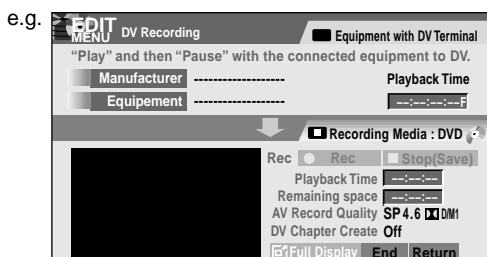 e.g.
EDIT
MENU DV Recording
Equipment with DV Terminal
“Play” and then “Pause” with the connected equipment to DV.
Manufacturer -------------------
Playback Time
Equipement -------------------
--:--:--:--F
Recording Media : DVD
Rec Rec Stop(Save)
Playback Time --:--:--
Remaining space --:--:--
AV Record Quality SP 4.6 D/M1
DV Chapter Create Off
Full Display End Return